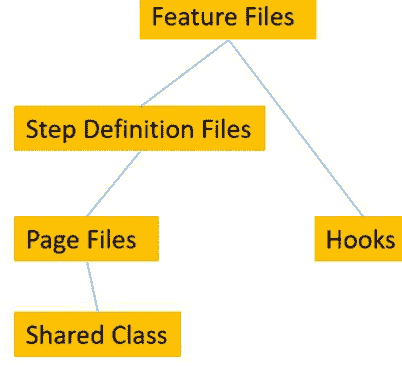 Feature Files
Step Definition Files
Page Files
Hooks
Shared Class